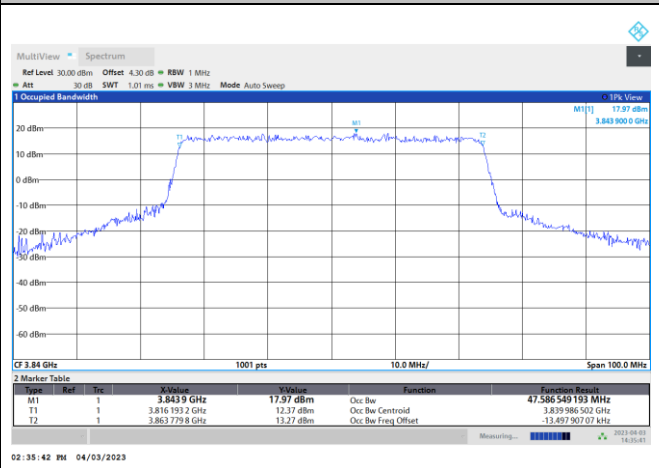 MultiView Spectrum
Ref Level 30.00 dBm Offset 4.30 dB RBW 1 MHz
Att 30 dB SWT 1.01 ms VBW 3 MHz Mode Auto Sweep
1 Occupied Bandwidth 1Pk View
M1[1] 17.97 dBm
3.843 900 0 GHz
M1
20 dBm
T1 T2
10 dBm
0 dBm
-10 dBm
-20 dBm
-30 dBm
-40 dBm
-50 dBm
-60 dBm
CF 3.84 GHz 1001 pts 10.0 MHz/ Span 100.0 MHz
2 Marker Table
Type Ref Trc X-Value Y-Value Function Function Result
M1 1 3.843 9 GHz 17.97 dBm Occ Bw 47.586 549 193 MHz
T1 1 3.816 193 2 GHz 12.37 dBm Occ Bw Centroid 3.839 986 502 GHz
T2 1 3.863 779 8 GHz 13.27 dBm Occ Bw Freq Offset -13.497 907 07 kHz
Measuring... 2023-04-03
14:35:41
02:35:42 PM 04/03/2023